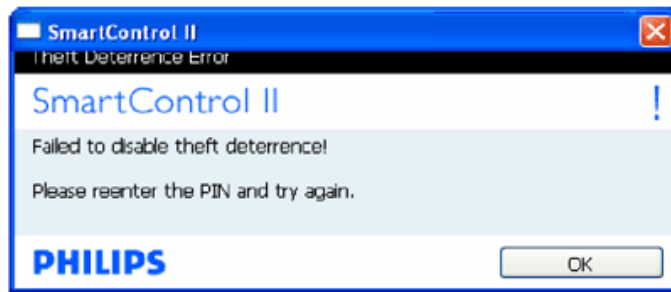 SmartControl II
Theft Deterrence Error
SmartControl II
!
Failed to disable theft deterrence!
Please reenter the PIN and try again.
PHILIPS
OK